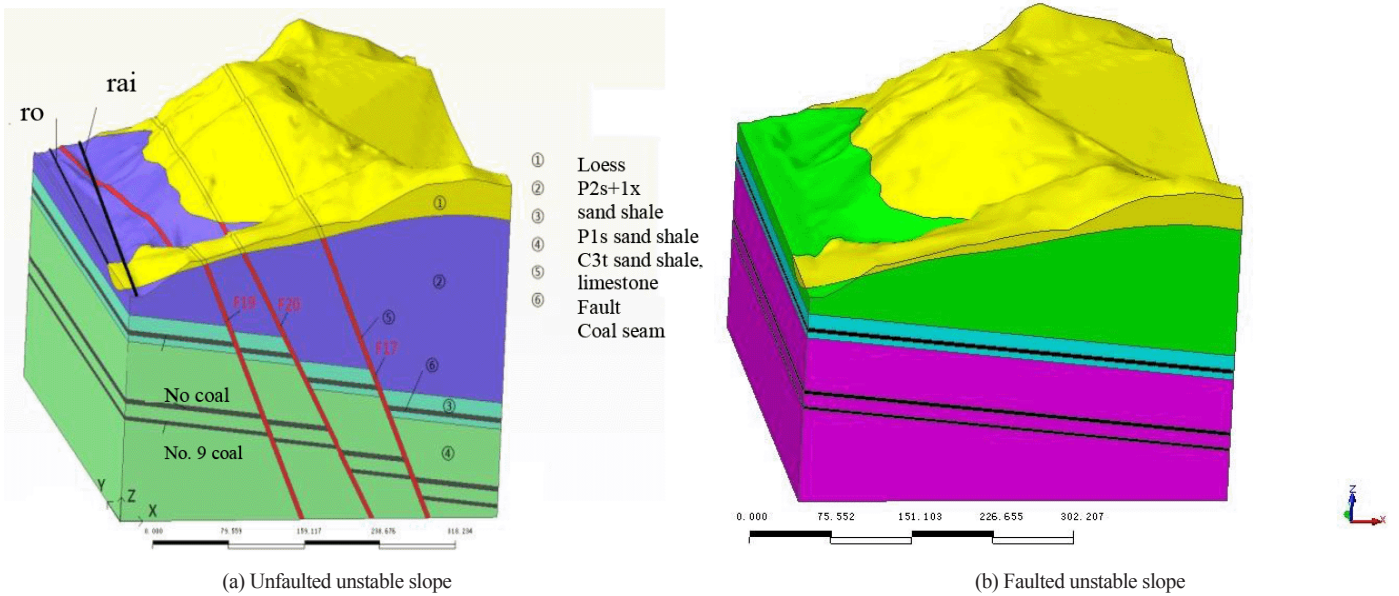 rai
ro
① Loess
② P2s+1x
③ sand shale
④ P1s sand shale
⑤ C3t sand shale,
⑥ limestone
Fault
Coal seam
①
②
F19
F20
⑤
F17
⑥
③
No coal
No. 9 coal
④
Y
Z
X
0.000 79.559 159.117 238.676 318.234
(a) Unfaulted unstable slope
Z
X
0.000 75.552 151.103 226.655 302.207
(b) Faulted unstable slope